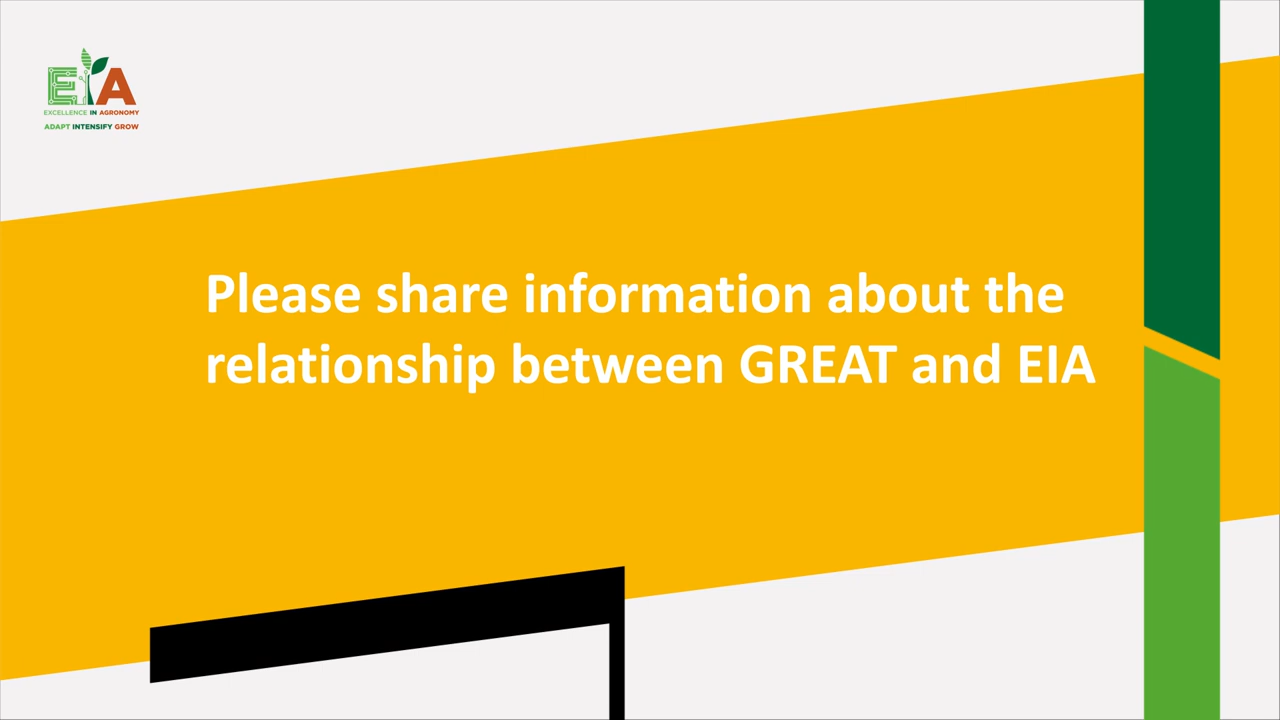 EiA
EXCELLENCE IN AGRONOMY
ADAPT INTENSIFY GROW
Please share information about the
relationship between GREAT and EIA